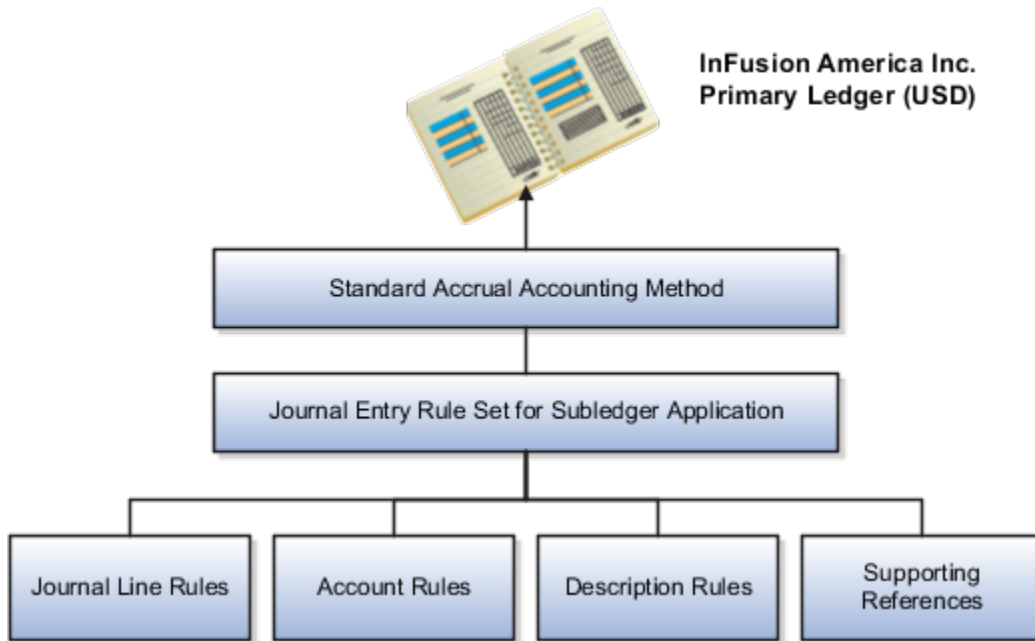 InFusion America Inc.
Primary Ledger (USD)
Standard Accrual Accounting Method
Journal Entry Rule Set for Subledger Application
Journal Line Rules
Account Rules
Description Rules
Supporting
References